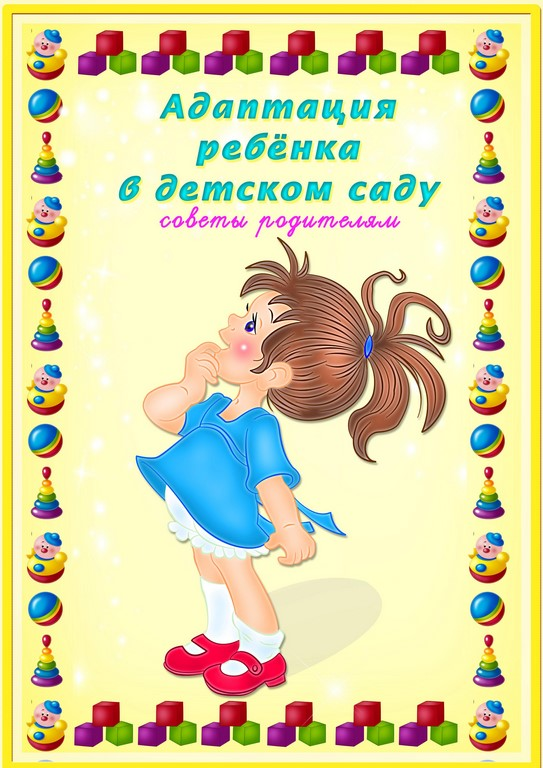 Адаптация
ребёнка
в детском саду
советы родителям